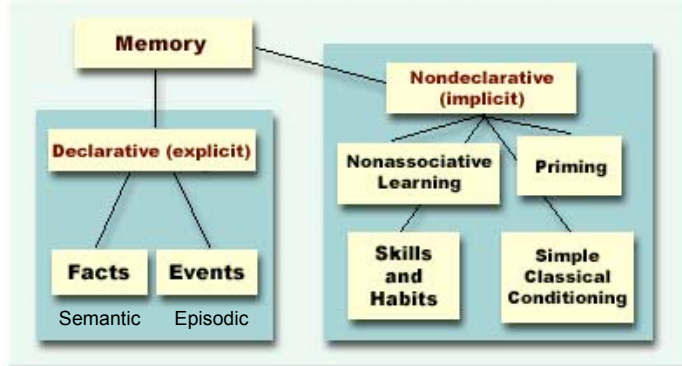 Memory
Nondeclarative
(implicit)
Declarative (explicit)
Nonassociative
Learning
Priming
Facts
Events
Skills
and
Habits
Simple
Classical
Conditioning
Semantic
Episodic